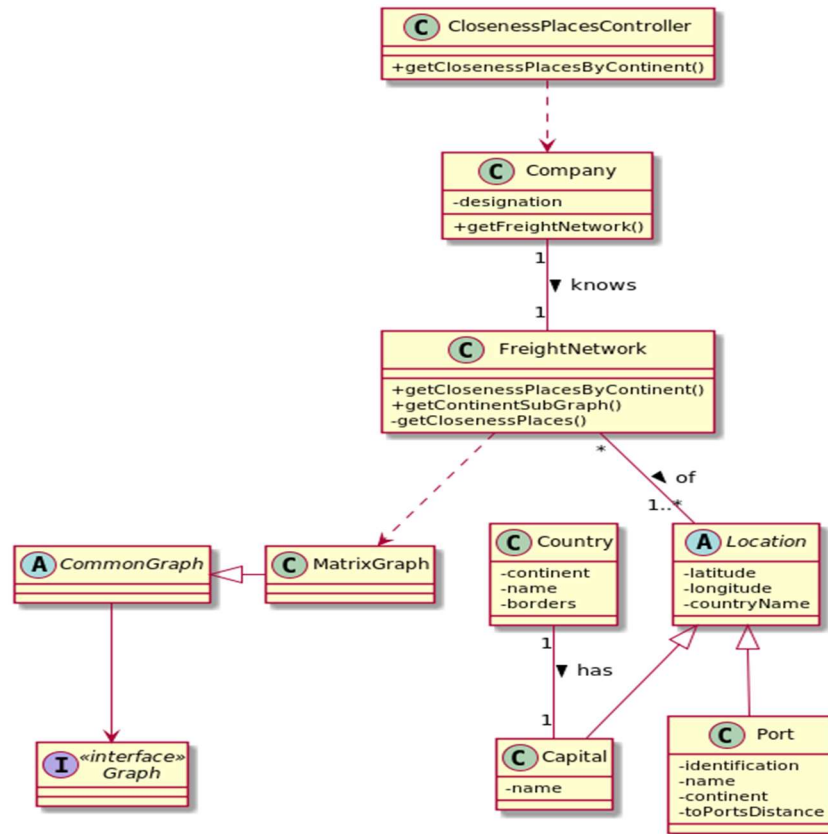 C ClosenessPlacesController
+getClosenessPlacesByContinent()
C Company
-designation
+getFreightNetwork()
1
knows
1
C FreightNetwork
+getClosenessPlacesByContinent()
+getContinentSubGraph()
-getClosenessPlaces()
*
of
1..*
A CommonGraph
C MatrixGraph
C Country
-continent
-name
-borders
A Location
-latitude
-longitude
-countryName
1
has
1
I «interface»
Graph
C Capital
-name
C Port
-identification
-name
-continent
-toPortsDistance